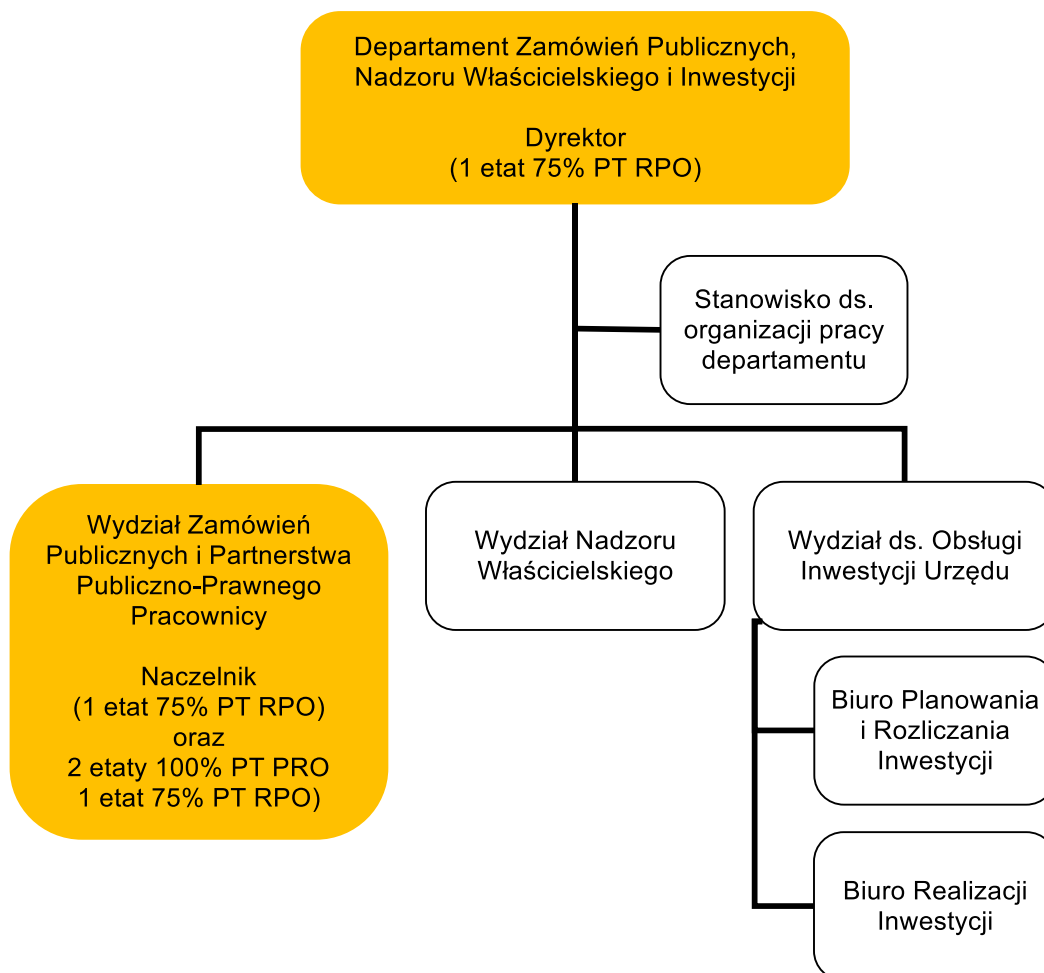 Departament Zamówień Publicznych,
Nadzoru Właścicielskiego i Inwestycji
Dyrektor
(1 etat 75% PT RPO)
Stanowisko ds.
organizacji pracy
departamentu
Wydział Zamówień
Publicznych i Partnerstwa
Publiczno-Prawnego
Pracownicy
Naczelnik
(1 etat 75% PT RPO)
oraz
2 etaty 100% PT PRO
1 etat 75% PT RPO)
Wydział Nadzoru
Właścicielskiego
Wydział ds. Obsługi
Inwestycji Urzędu
Biuro Planowania
i Rozliczania
Inwestycji
Biuro Realizacji
Inwestycji